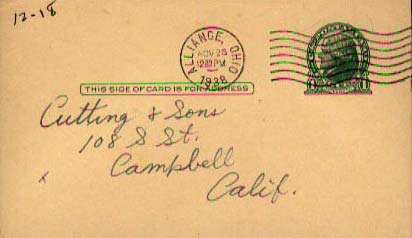 12-18
ALLIANCE, OHIO
NOV 28
12 30 PM
1938
THIS SIDE OF CARD IS FOR ADDRESS
Cutting & Sons
108 S St.
Campbell
x Calif.